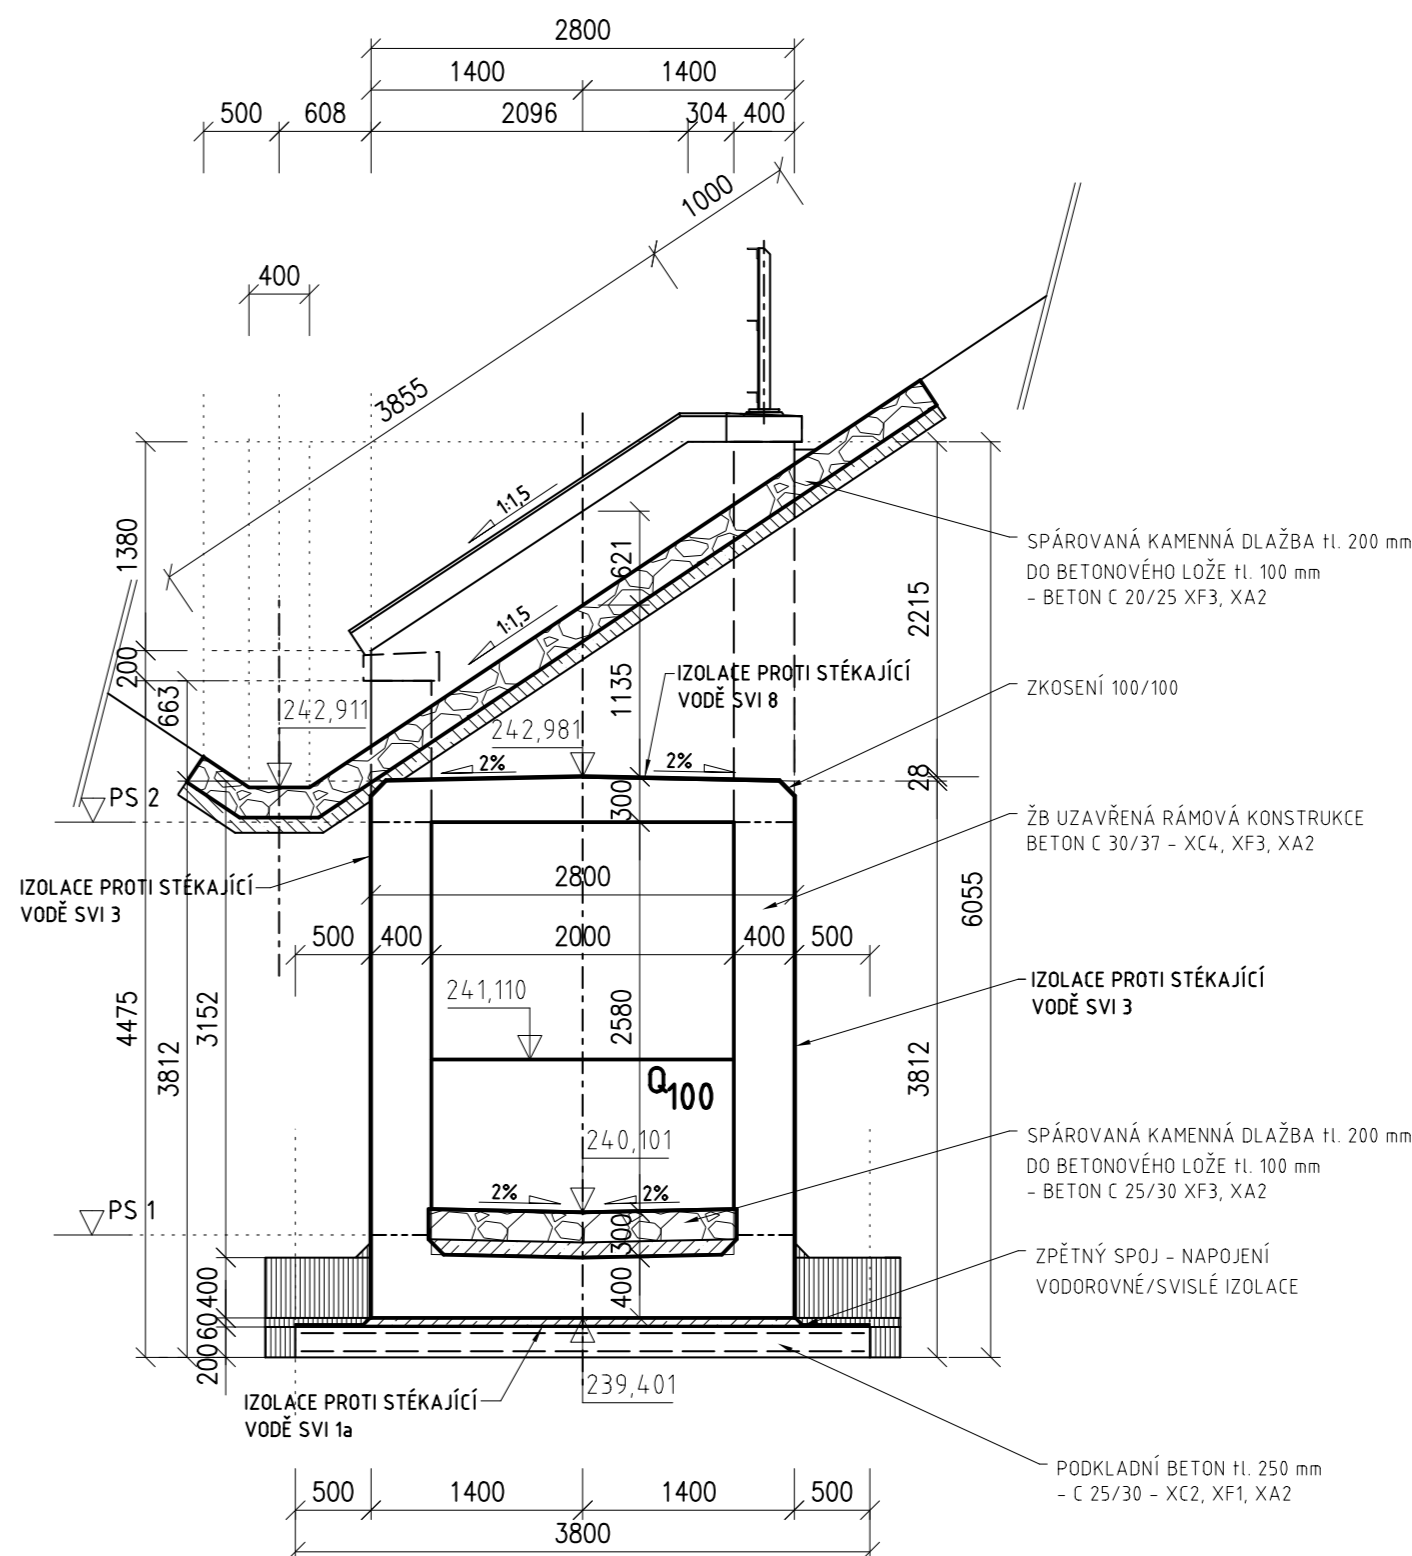 2800
1400 1400
500 608 2096 304 400
1000
400
3855
1:1,5
1380
621
2215
SPÁROVANÁ KAMENNÁ DLAŽBA tl. 200 mm
DO BETONOVÉHO LOŽE tl. 100 mm
- BETON C 20/25 XF3, XA2
1:1,5
200
663
1135
IZOLACE PROTI STÉKAJÍCÍ
VODĚ SVI 8
ZKOSENÍ 100/100
242,911
242,981
2% 2%
28
PS 2
300
ŽB UZAVŘENÁ RÁMOVÁ KONSTRUKCE
BETON C 30/37 - XC4, XF3, XA2
IZOLACE PROTI STÉKAJÍCÍ
VODĚ SVI 3
2800
6055
500 400 2000 400 500
241,110
2580
IZOLACE PROTI STÉKAJÍCÍ
VODĚ SVI 3
4475
3152
3812
3812
Q100
240,101
SPÁROVANÁ KAMENNÁ DLAŽBA tl. 200 mm
DO BETONOVÉHO LOŽE tl. 100 mm
- BETON C 25/30 XF3, XA2
2% 2%
PS 1
300
ZPĚTNÝ SPOJ - NAPOJENÍ
VODOROVNÉ/SVISLÉ IZOLACE
400
400
60
200
239,401
IZOLACE PROTI STÉKAJÍCÍ
VODĚ SVI 1a
PODKLADNÍ BETON tl. 250 mm
- C 25/30 - XC2, XF1, XA2
500 1400 1400 500
3800